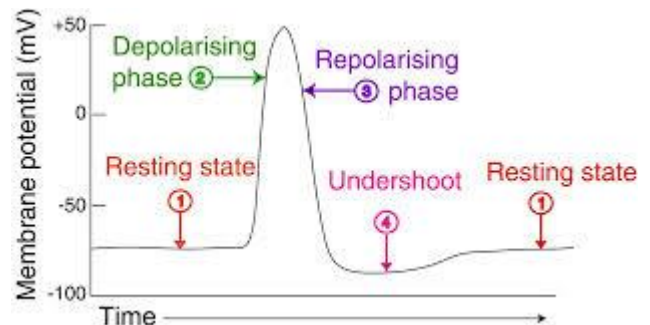 +50
Depolarising
phase ②
Repolarising
③ phase
0
Membrane potential (mV)
Resting state
①
Undershoot
④
Resting state
①
-50
-100
Time